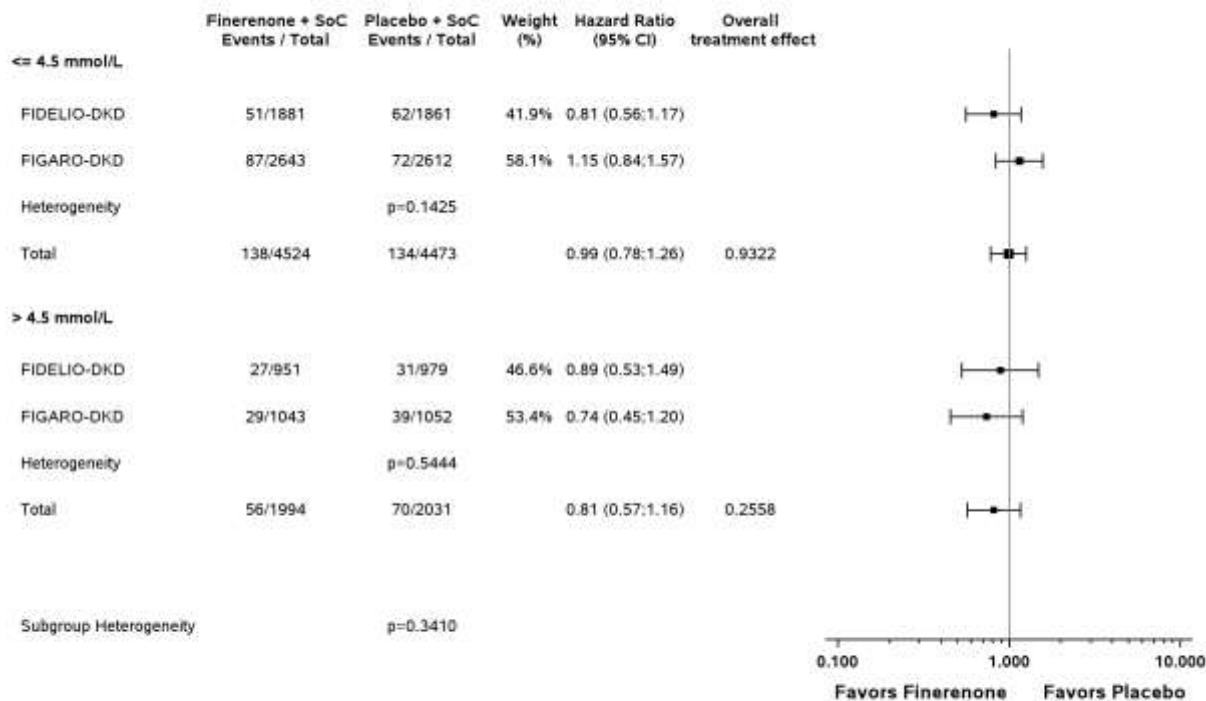 Finerenone + SoC Placebo + SoC Weight Hazard Ratio Overall
Events / Total Events / Total (%) (95% CI) treatment effect
<= 4.5 mmol/L
FIDELIO-DKD 51/1881 62/1861 41.9% 0.81 (0.56;1.17)
FIGARO-DKD 87/2643 72/2612 58.1% 1.15 (0.84;1.57)
Heterogeneity p=0.1425
Total 138/4524 134/4473 0.99 (0.78;1.26) 0.9322
> 4.5 mmol/L
FIDELIO-DKD 27/951 31/979 46.6% 0.89 (0.53;1.49)
FIGARO-DKD 29/1043 39/1052 53.4% 0.74 (0.45;1.20)
Heterogeneity p=0.5444
Total 56/1994 70/2031 0.81 (0.57;1.16) 0.2558
Subgroup Heterogeneity p=0.3410
0.100 1.000 10.000
Favors Finerenone Favors Placebo